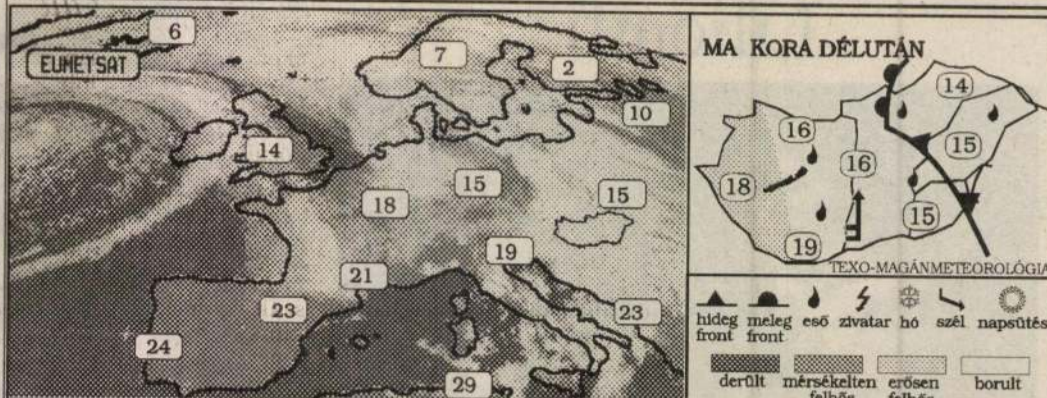 6
EUMETSAT
7
2
10
14
15
18
15
19
21
23
23
24
29
MA KORA DÉLUTÁN
14
16
16
15
18
15
19
TEXO-MAGÁNMETEOROLÓGIA
hideg front
meleg front
eső
zivatar
hó
szél
napsütés
derült
mérsékelten felhős
erősen felhős
borult